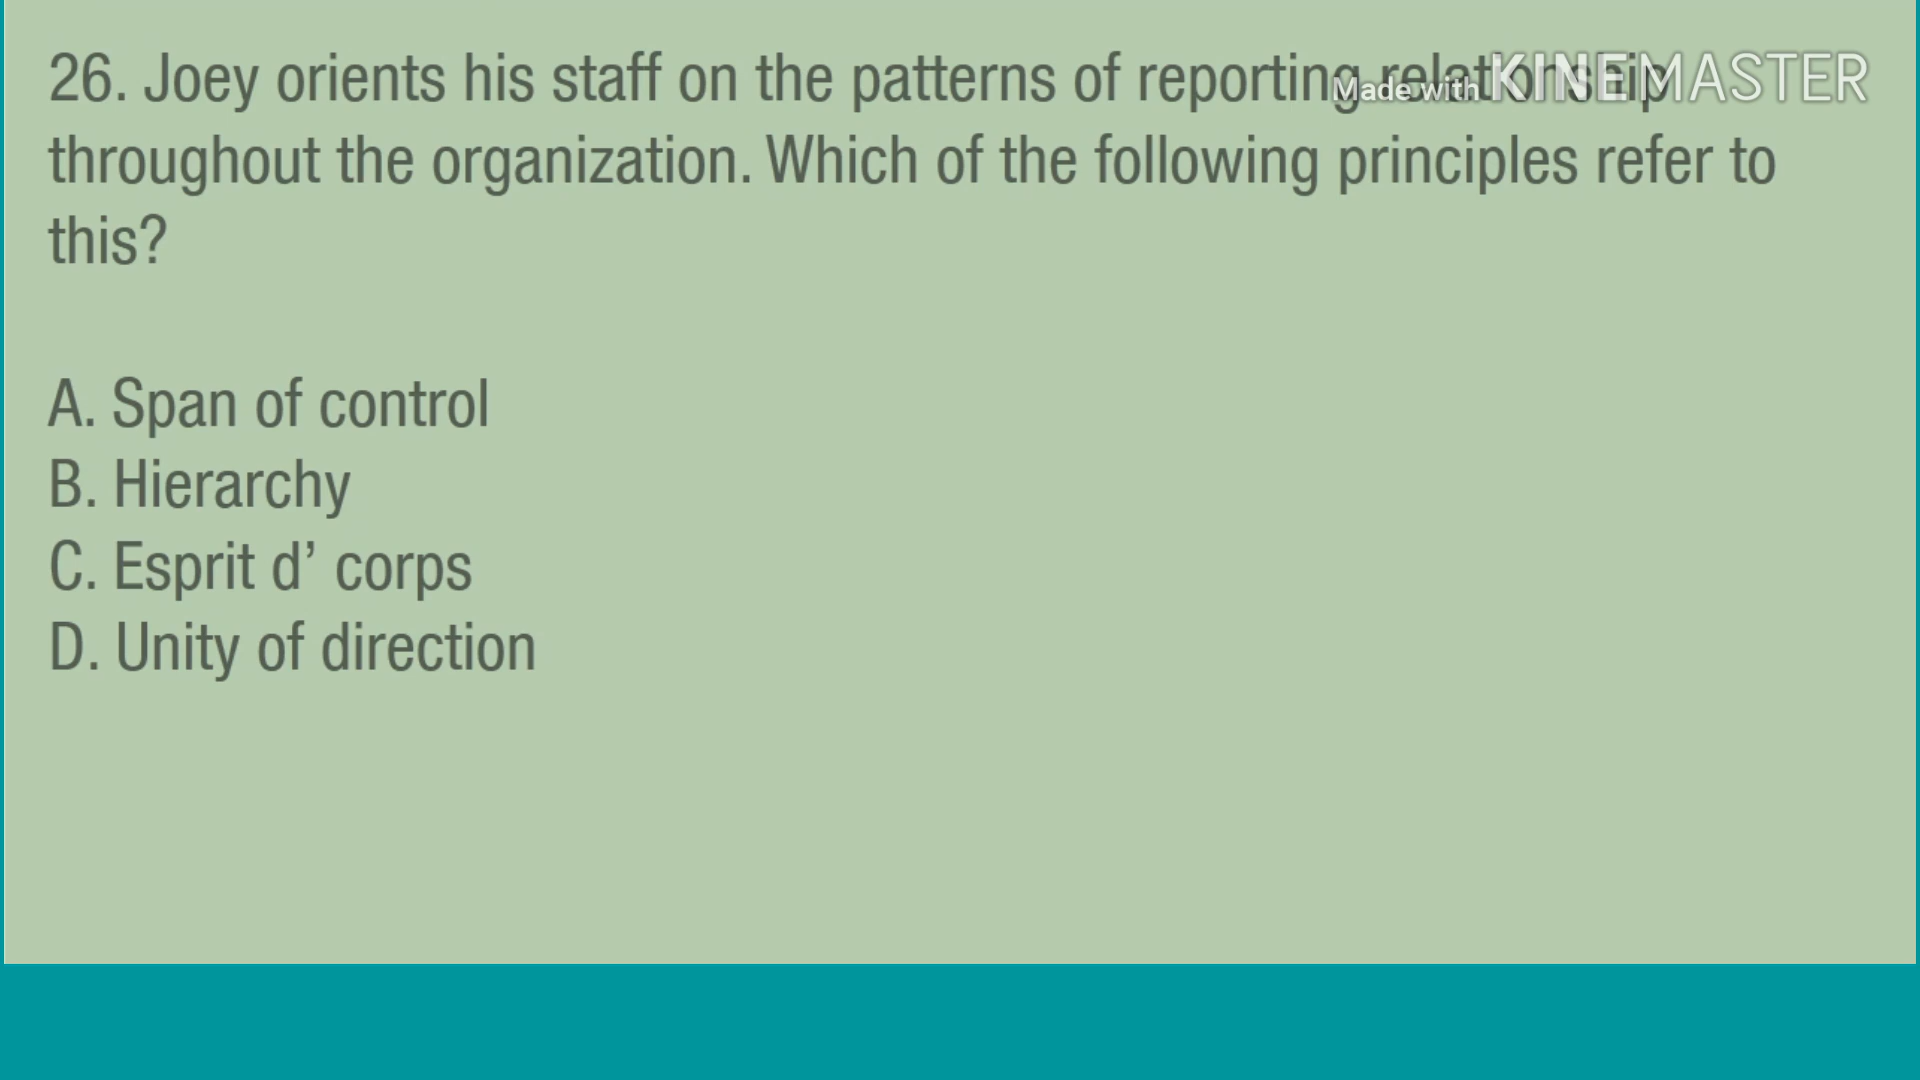 26. Joey orients his staff on the patterns of reporting relationship
Made with KINEMASTER
throughout the organization. Which of the following principles refer to
this?
A. Span of control
B. Hierarchy
C. Esprit d’ corps
D. Unity of direction